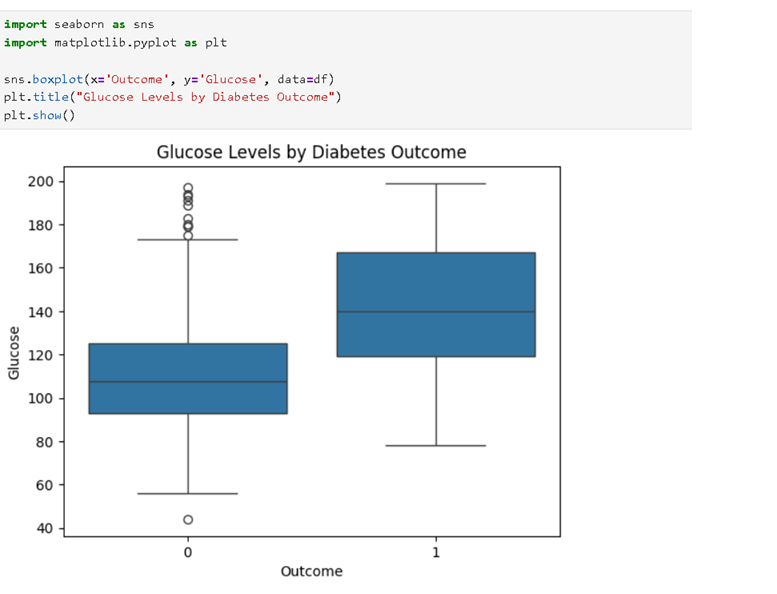 import seaborn as sns
import matplotlib.pyplot as plt
sns.boxplot(x='Outcome', y='Glucose', data=df)
plt.title("Glucose Levels by Diabetes Outcome")
plt.show()
Glucose Levels by Diabetes Outcome
200
180
160
140
120
100
80
60
40
Glucose
0 1
Outcome